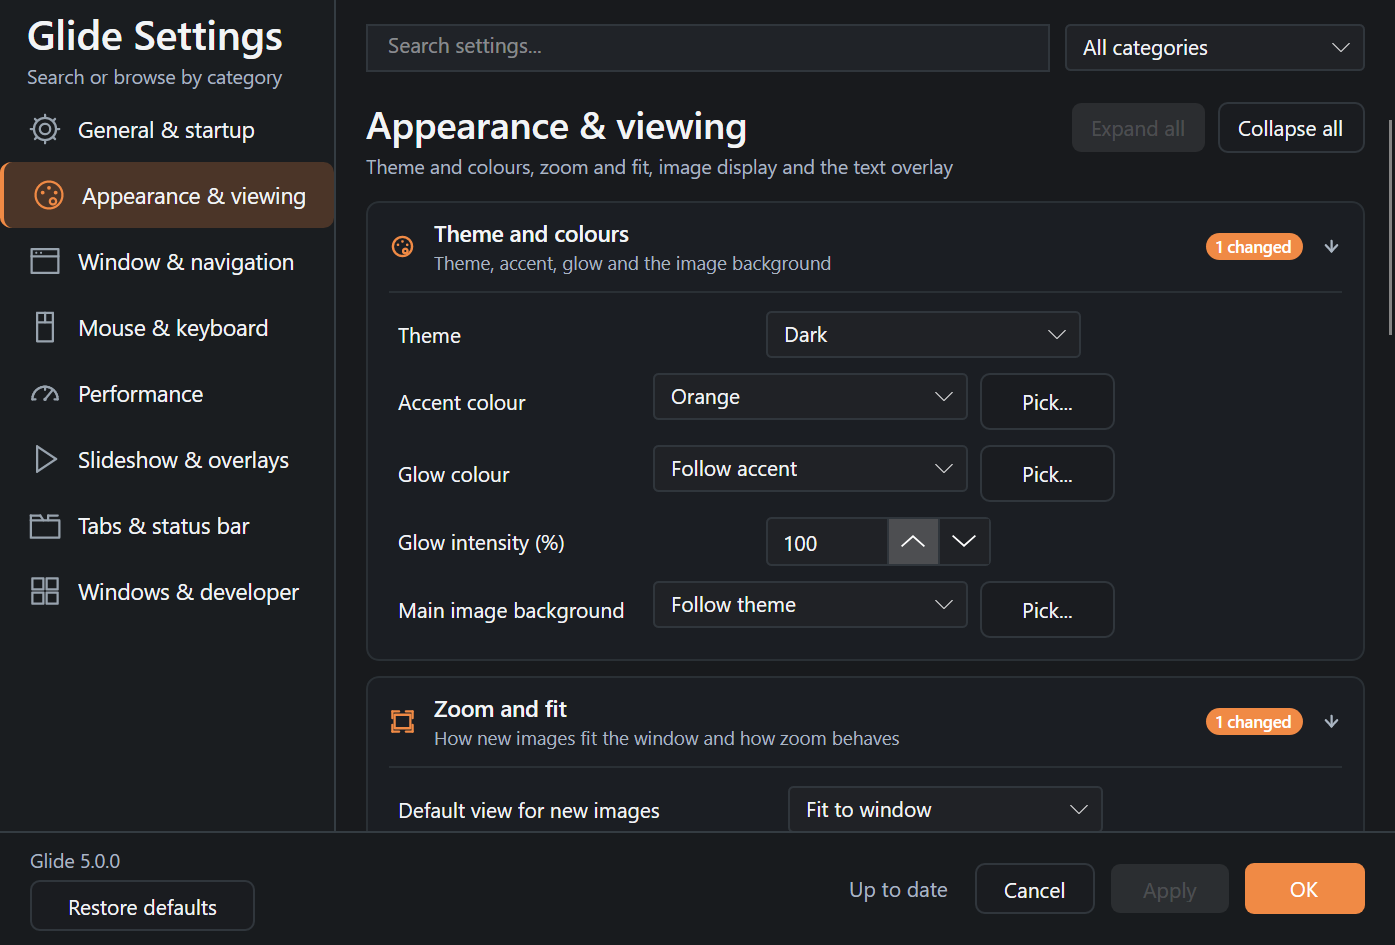 Glide Settings
Search or browse by category
General & startup
Appearance & viewing
Window & navigation
Mouse & keyboard
Performance
Slideshow & overlays
Tabs & status bar
Windows & developer
Search settings...
All categories
Appearance & viewing
Expand all
Collapse all
Theme and colours, zoom and fit, image display and the text overlay
Theme and colours
Theme, accent, glow and the image background
1 changed
Theme
Dark
Accent colour
Orange
Pick...
Glow colour
Follow accent
Pick...
Glow intensity (%)
100
Main image background
Follow theme
Pick...
Zoom and fit
How new images fit the window and how zoom behaves
1 changed
Default view for new images
Fit to window
Glide 5.0.0
Restore defaults
Up to date
Cancel
Apply
OK